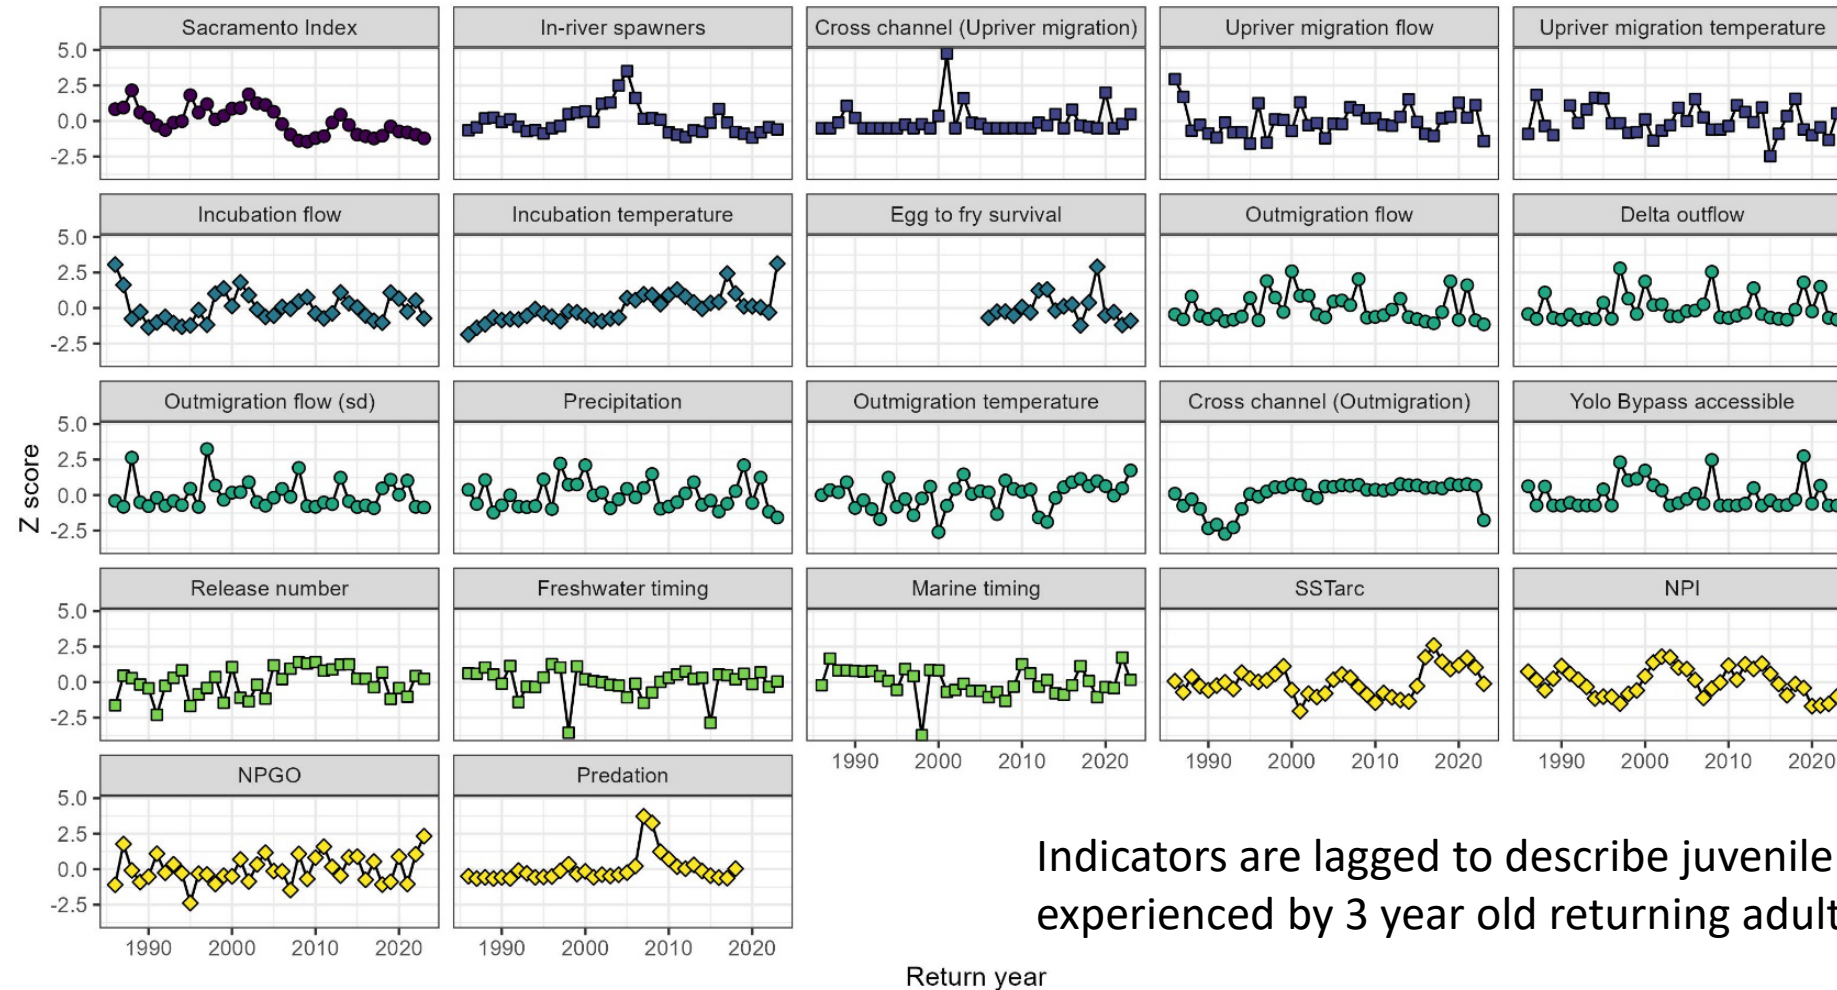 Sacramento Index
In-river spawners
Cross channel (Upriver migration)
Upriver migration flow
Upriver migration temperature
5.0
2.5
0.0
-2.5
Incubation flow
Incubation temperature
Egg to fry survival
Outmigration flow
Delta outflow
5.0
2.5
0.0
-2.5
Outmigration flow (sd)
Precipitation
Outmigration temperature
Cross channel (Outmigration)
Yolo Bypass accessible
5.0
2.5
0.0
-2.5
Z score
Release number
Freshwater timing
Marine timing
SSTarc
NPI
5.0
2.5
0.0
-2.5
1990 2000 2010 2020
1990 2000 2010 2020
1990 2000 2010 2020
NPGO
Predation
5.0
2.5
0.0
-2.5
1990 2000 2010 2020
1990 2000 2010 2020
Return year
Indicators are lagged to describe juvenile
experienced by 3 year old returning adult